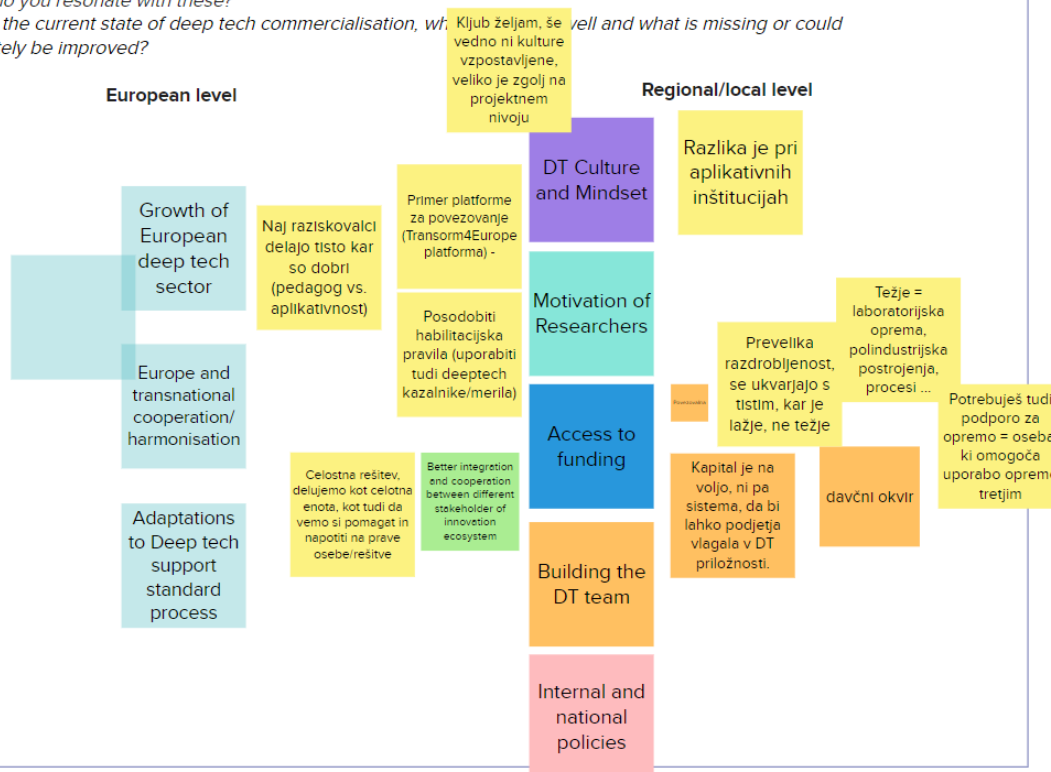 do you resonate with these?
the current state of deep tech commercialisation, wh
vell and what is missing or could
tely be improved?
European level
Regional/local level
Kljub željam, še
vedno ni kulture
vzpostavljene,
veliko je zgolj na
projektnem
nivoju
DT Culture
and Mindset
Razlika je pri
aplikativnih
inštitucijah
Growth of
European
deep tech
sector
Naj raziskovalci
delajo tisto kar
so dobri
(pedagog vs.
aplikativnost)
Primer platforme
za povezovanje
(Transorm4Europe
platforma) -
Motivation of
Researchers
Posodobiti
habilitacijska
pravila (uporabiti
tudi deeptech
kazalnike/merila)
Prevelika
razdrobljenost,
se ukvarjajo s
tistim, kar je
lažje, ne težje
Težje =
laboratorijska
oprema,
polindustrijska
postrojenja,
procesi ...
Europe and
transnational
cooperation/
harmonisation
Access to
funding
Potrebuješ tudi
podporo za
opremo = oseba
ki omogoča
uporabo opreme
tretjim
Celostna rešitev,
delujemo kot celotna
enota, kot tudi da
vemo si pomagat in
napotiti na prave
osebe/rešitve
Better integration
and cooperation
between different
stakeholder of
innovation
ecosystem
Kapital je na
voljo, ni pa
sistema, da bi
lahko podjetja
vlagala v DT
priložnosti.
davčni okvir
Adaptations
to Deep tech
support
standard
process
Building the
DT team
Internal and
national
policies